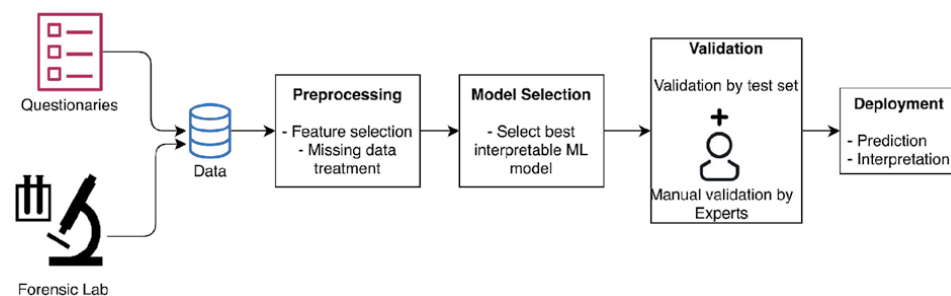 Questionaries
Forensic Lab
Data
Preprocessing
- Feature selection
- Missing data
treatment
Model Selection
- Select best
interpretable ML
model
Validation
Validation by test set
Manual validation by
Experts
Deployment
- Prediction
- Interpretation